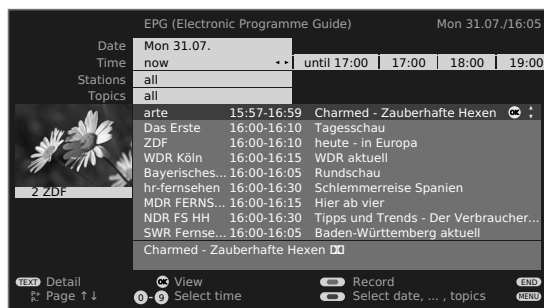 EPG (Electronic Programme Guide) Mon 31.07./16:05
Date Mon 31.07.
Time now until 17:00 17:00 18:00 19:00
Stations all
Topics all
arte 15:57-16:59 Charmed - Zauberhafte Hexen OK
Das Erste 16:00-16:10 Tagesschau
ZDF 16:00-16:10 heute - in Europa
WDR Köln 16:00-16:15 WDR aktuell
Bayerisches... 16:00-16:05 Rundschau
hr-fernsehen 16:00-16:30 Schlemmerreise Spanien
MDR FERNS... 16:00-16:15 Hier ab vier
NDR FS HH 16:00-16:30 Tipps und Trends - Der Verbraucher...
SWR Fernse... 16:00-16:05 Baden-Württemberg aktuell
2 ZDF
Charmed - Zauberhafte Hexen
TEXT Detail OK View Record END
P+ P- Page ↑↓ 0-9 Select time Select date, ... , topics MENU